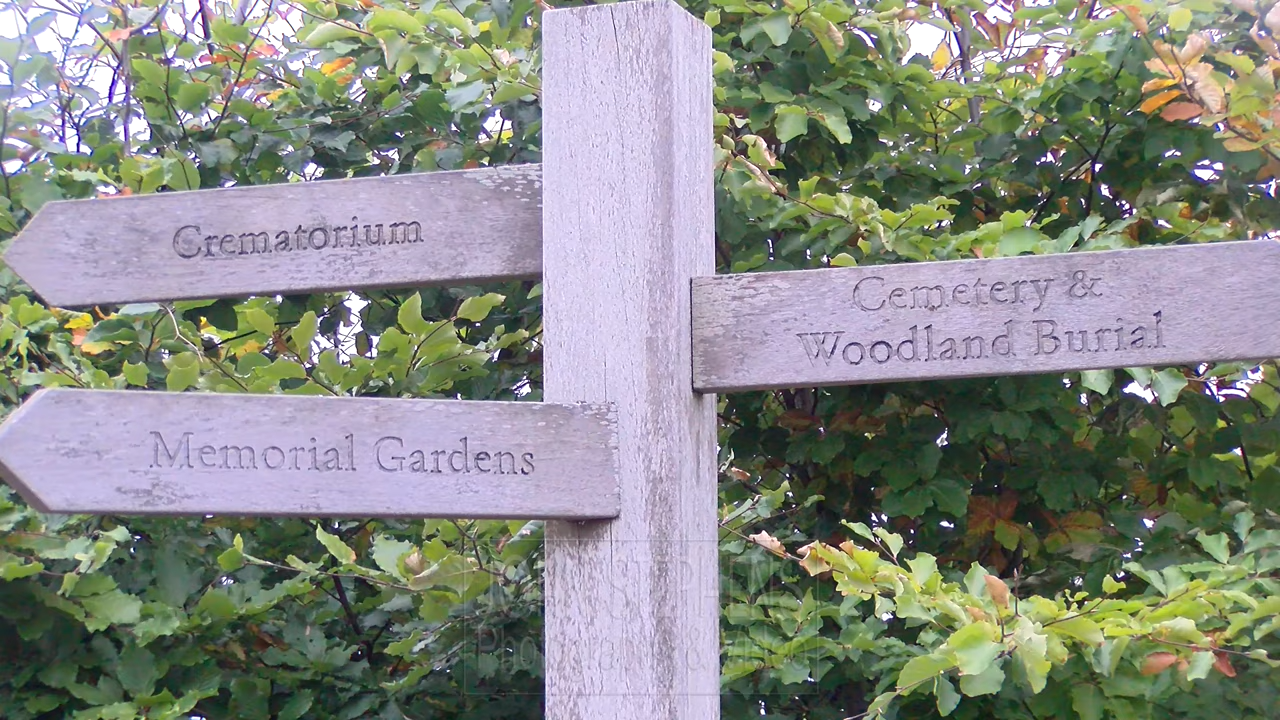 Crematorium
Cemetery &
Woodland Burial
Memorial Gardens